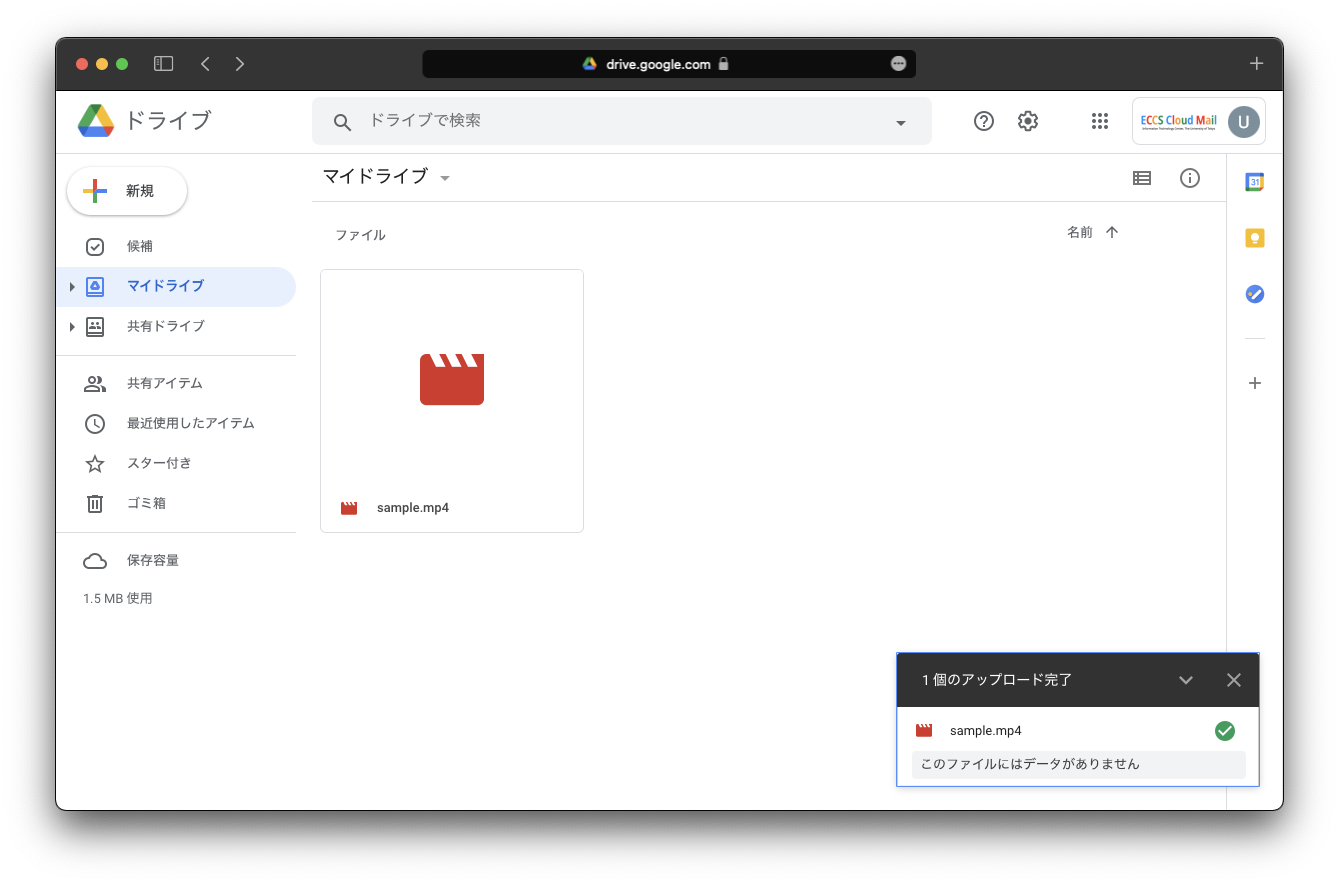 drive.google.com
ドライブ
ドライブで検索
ECCS Cloud Mail
Information Technology Center, The University of Tokyo
U
新規
マイドライブ
31
候補
ファイル
名前
マイドライブ
共有ドライブ
共有アイテム
最近使用したアイテム
スター付き
ゴミ箱
sample.mp4
保存容量
1.5 MB 使用
1 個のアップロード完了
sample.mp4
このファイルにはデータがありません